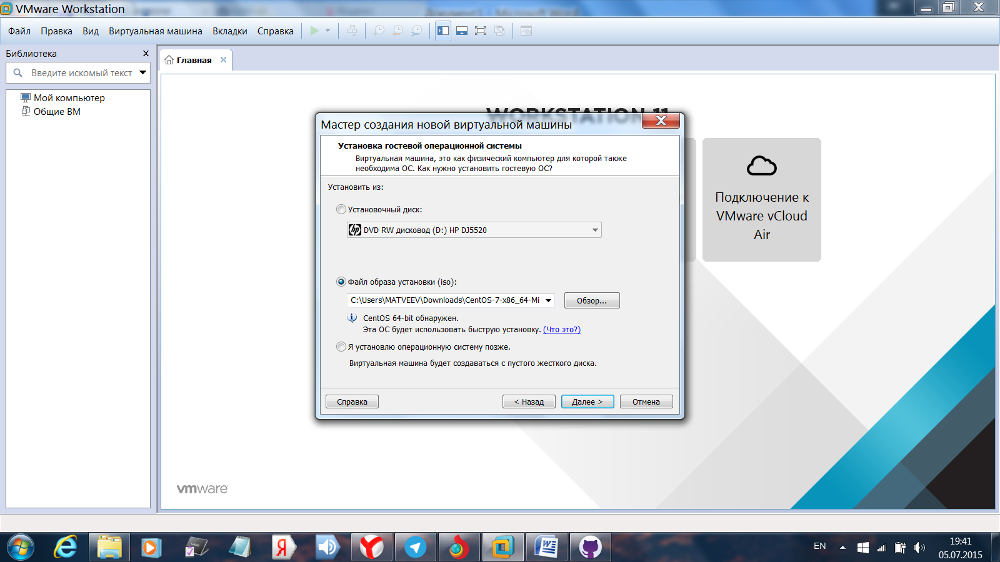 VMware Workstation
Файл Правка Вид Виртуальная машина Вкладки Справка
Библиотека
Введите искомый текст
Мой компьютер
Общие ВМ
Главная
WORKSTATION 11
Мастер создания новой виртуальной машины
Установка гостевой операционной системы
Виртуальная машина, это как физический компьютер для которой также
необходима ОС. Как нужно установить гостевую ОС?
Установить из:
Установочный диск:
hp DVD RW дисковод (D:) HP DJ5520
Файл образа установки (iso):
C:\Users\MATVEEV\Downloads\CentOS-7-x86_64-Mi
Обзор...
CentOS 64-bit обнаружен.
Эта ОС будет использовать быструю установку. (Что это?)
Я установлю операционную систему позже.
Виртуальная машина будет создаваться с пустого жесткого диска.
Справка < Назад Далее > Отмена
Подключение к
VMware vCloud
Air
vmware
EN
19:41
05.07.2015